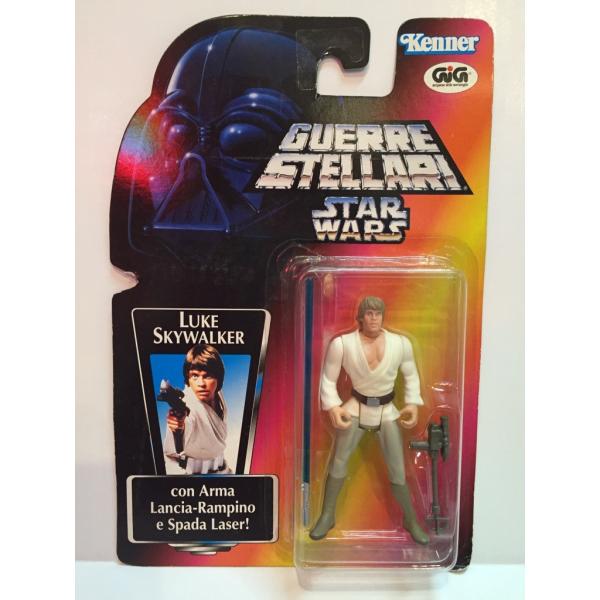 Kenner
GiG
GUERRE
STELLARI
STAR
WARS
LUKE
SKYWALKER
con Arma
Lancia-Rampino
e Spada Laser!